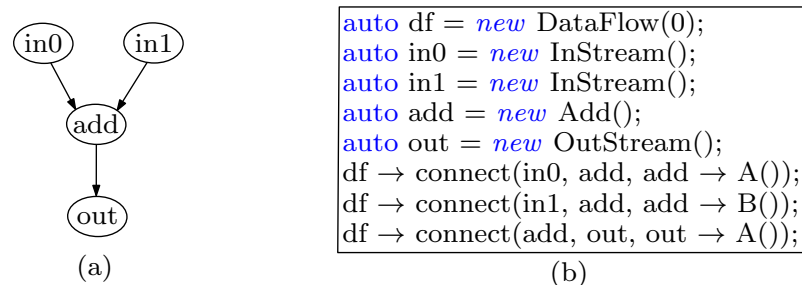 in0 in1
add
out
(a)
auto df = new DataFlow(0);
auto in0 = new InStream();
auto in1 = new InStream();
auto add = new Add();
auto out = new OutStream();
df → connect(in0, add, add → A());
df → connect(in1, add, add → B());
df → connect(add, out, out → A());
(b)